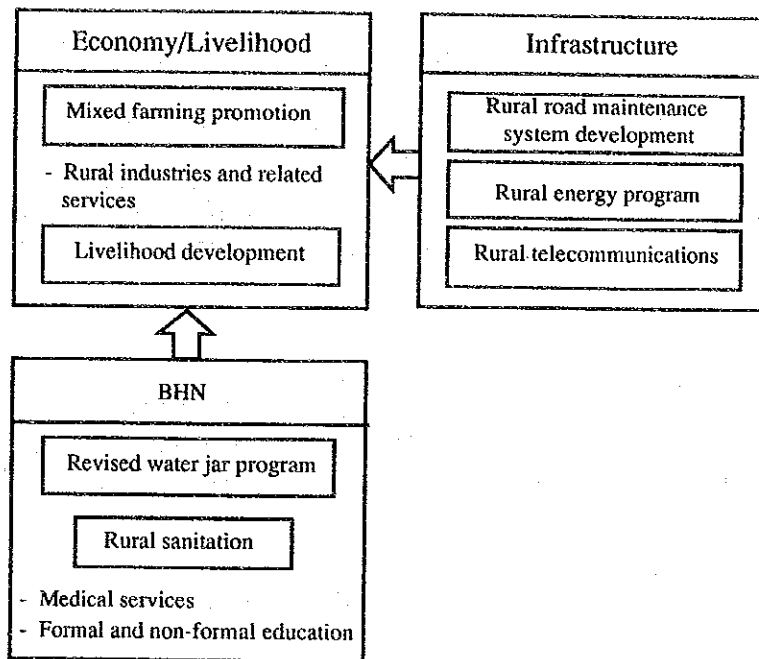 Economy/Livelihood
Mixed farming promotion
- Rural industries and related
services
Livelihood development
Infrastructure
Rural road maintenance
system development
Rural energy program
Rural telecommunications
BHN
Revised water jar program
Rural sanitation
- Medical services
- Formal and non-formal education